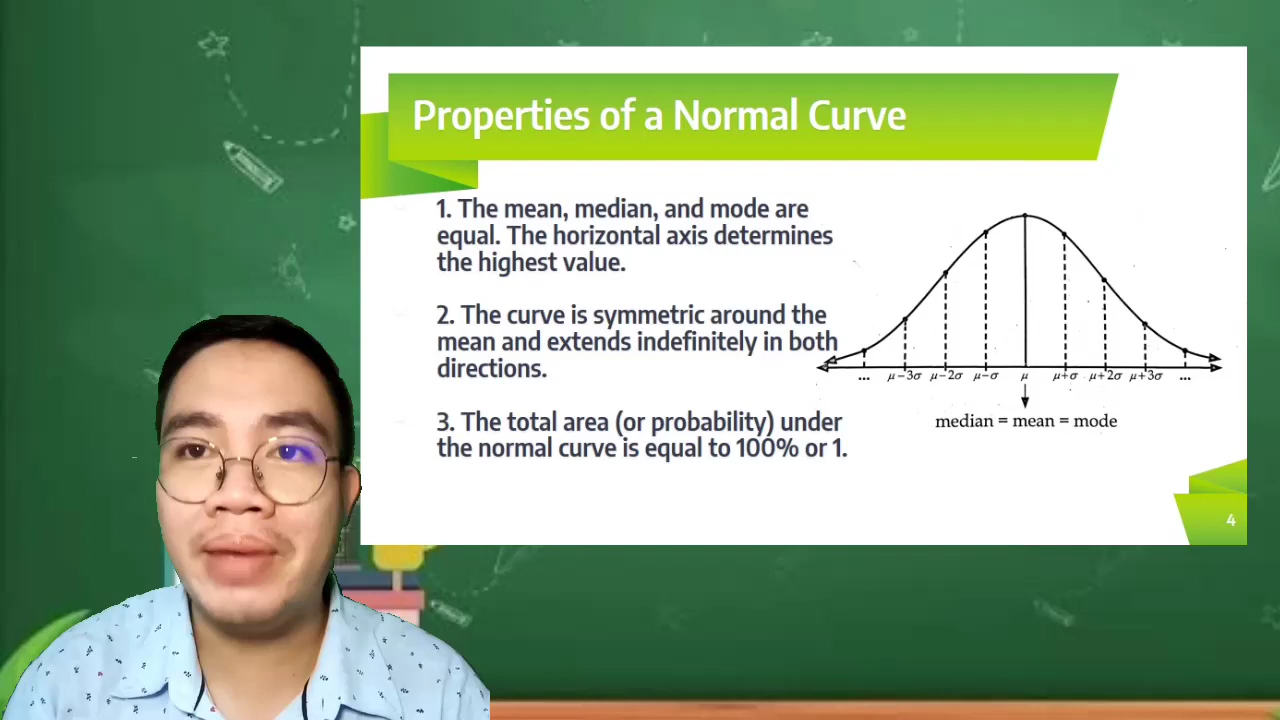 Properties of a Normal Curve
1. The mean, median, and mode are
equal. The horizontal axis determines
the highest value.
2. The curve is symmetric around the
mean and extends indefinitely in both
directions.
3. The total area (or probability) under
the normal curve is equal to 100% or 1.
... μ−3σ μ−2σ μ−σ μ μ+σ μ+2σ μ+3σ ...
median = mean = mode
4